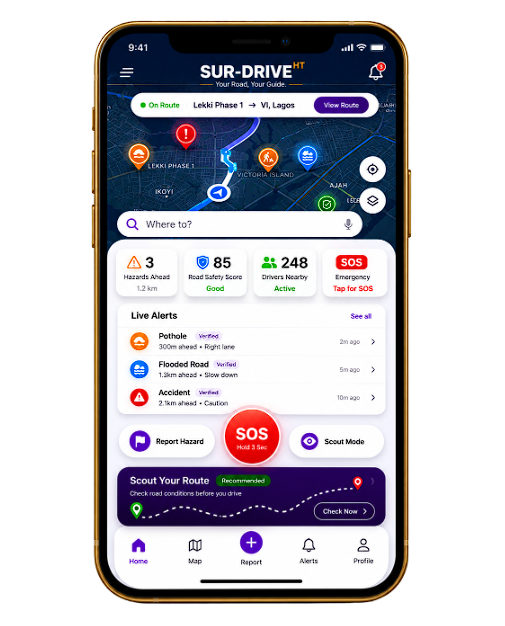 9:41
SUR-DRIVE HT
Your Road, Your Guide.
3
On Route Lekki Phase 1 → VI, Lagos View Route
LEKKI PHASE 1
VICTORIA ISLAND
IKOYI
AJAH
Where to?
3 85 248 SOS
Hazards Ahead Road Safety Score Drivers Nearby Emergency
1.2 km Good Active Tap for SOS
Live Alerts See all
Pothole Verified
300m ahead • Right lane 2m ago
Flooded Road Verified
1.3km ahead • Slow down 5m ago
Accident Verified
2.1km ahead • Caution 10m ago
Report Hazard SOS Scout Mode
Hold 3 Sec
Scout Your Route Recommended
Check road conditions before you drive
Check Now
Home Map Report Alerts Profile